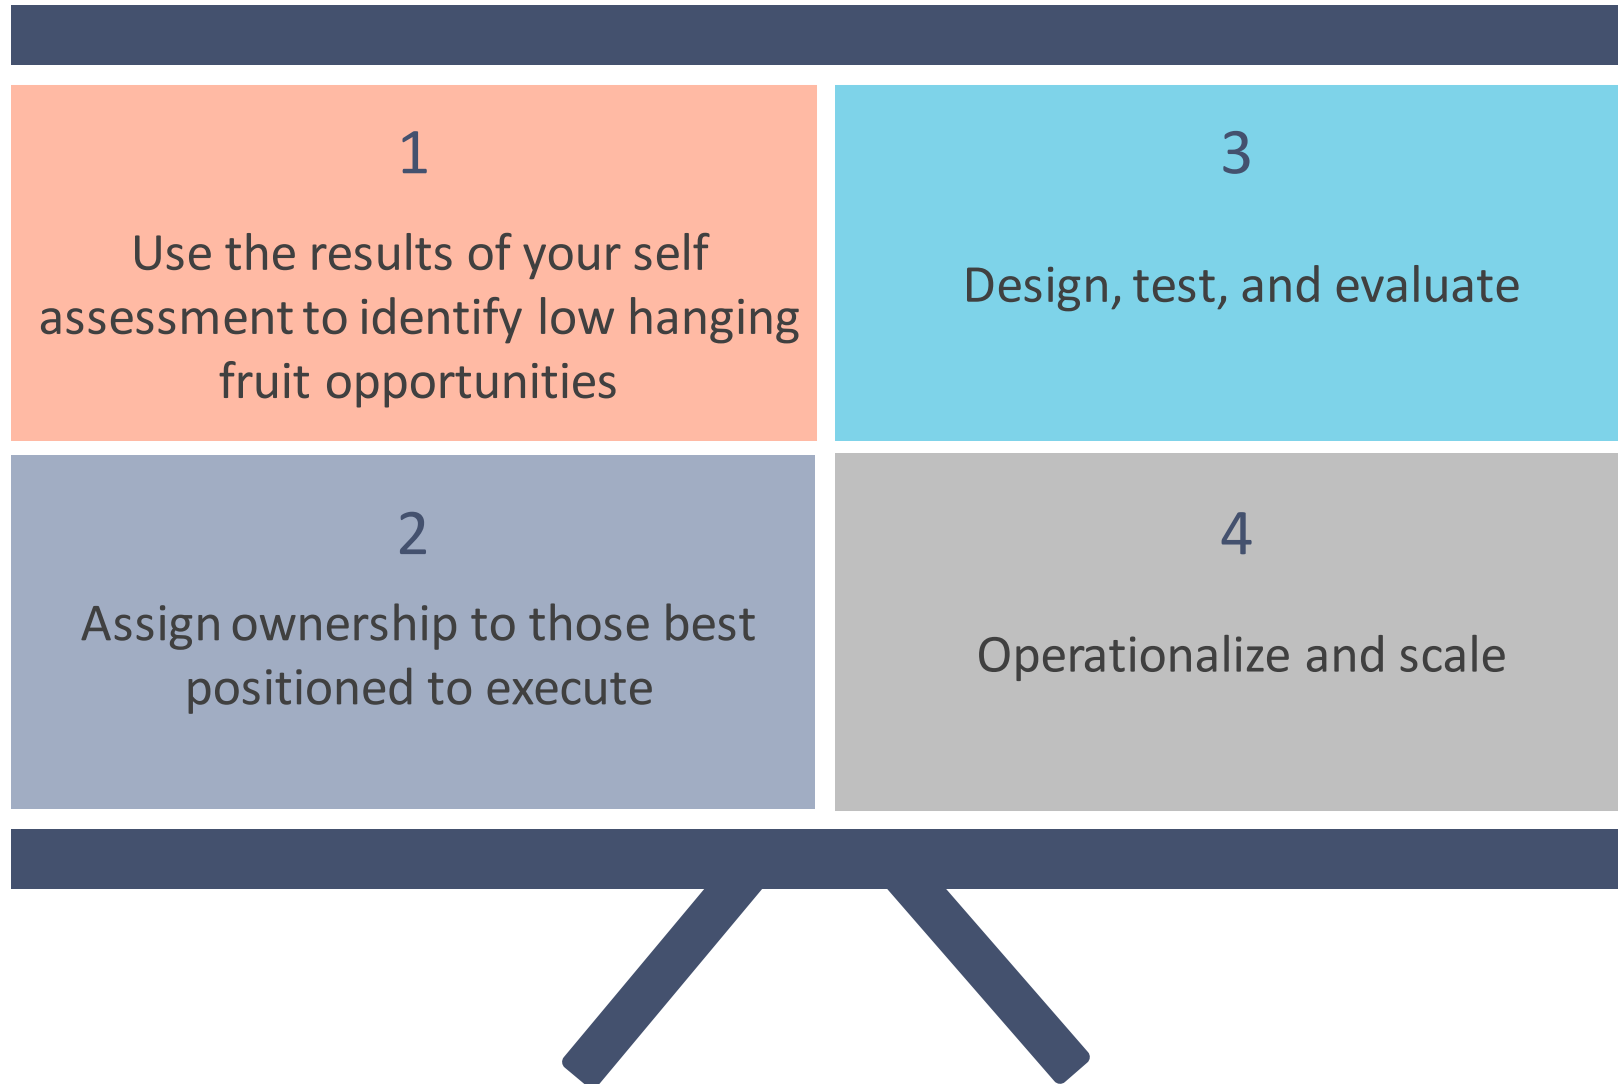 1
Use the results of your self
assessment to identify low hanging
fruit opportunities
2
Assign ownership to those best
positioned to execute
3
Design, test, and evaluate
4
Operationalize and scale